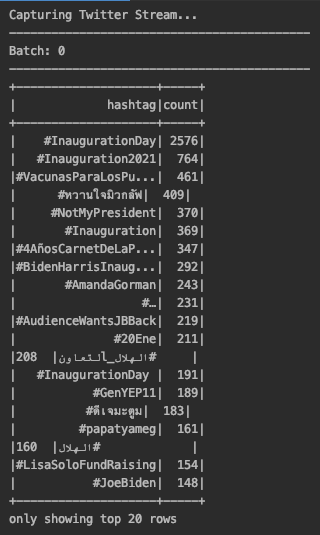 Capturing Twitter Stream...
-------------------------------------------
Batch: 0
-------------------------------------------
+--------------------+-----+
|             hashtag|count|
+--------------------+-----+
|    #InaugurationDay| 2576|
|   #Inauguration2021|  764|
|#VacunasParaLosPu...|  461|
|      #หวานใจมิวกลัฟ|  409|
|     #NotMyPresident|  370|
|       #Inauguration|  369|
|#4AñosCarnetDeLaP...|  347|
|#BidenHarrisInaug...|  292|
|       #AmandaGorman|  243|
|                  #…|  231|
|#AudienceWantsJBBack|  219|
|              #20Ene|  211|
|     #الهلال_التعاون|  208|
|   #InaugurationDay |  191|
|           #GenYEP11|  189|
|          #ดีเจมะตูม|  183|
|         #papatyameg|  161|
|             #الهلال|  160|
|#LisaSoloFundRaising|  154|
|           #JoeBiden|  148|
+--------------------+-----+
only showing top 20 rows